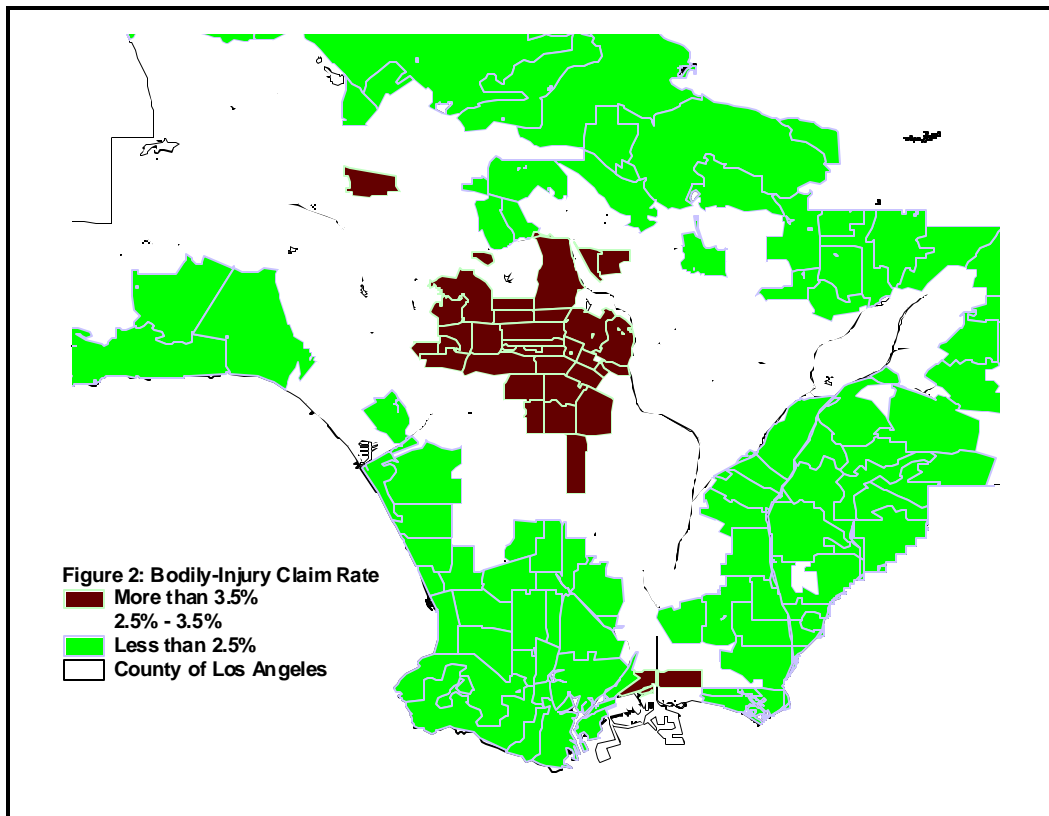 Figure 2: Bodily-Injury Claim Rate
More than 3.5%
2.5% - 3.5%
Less than 2.5%
County of Los Angeles